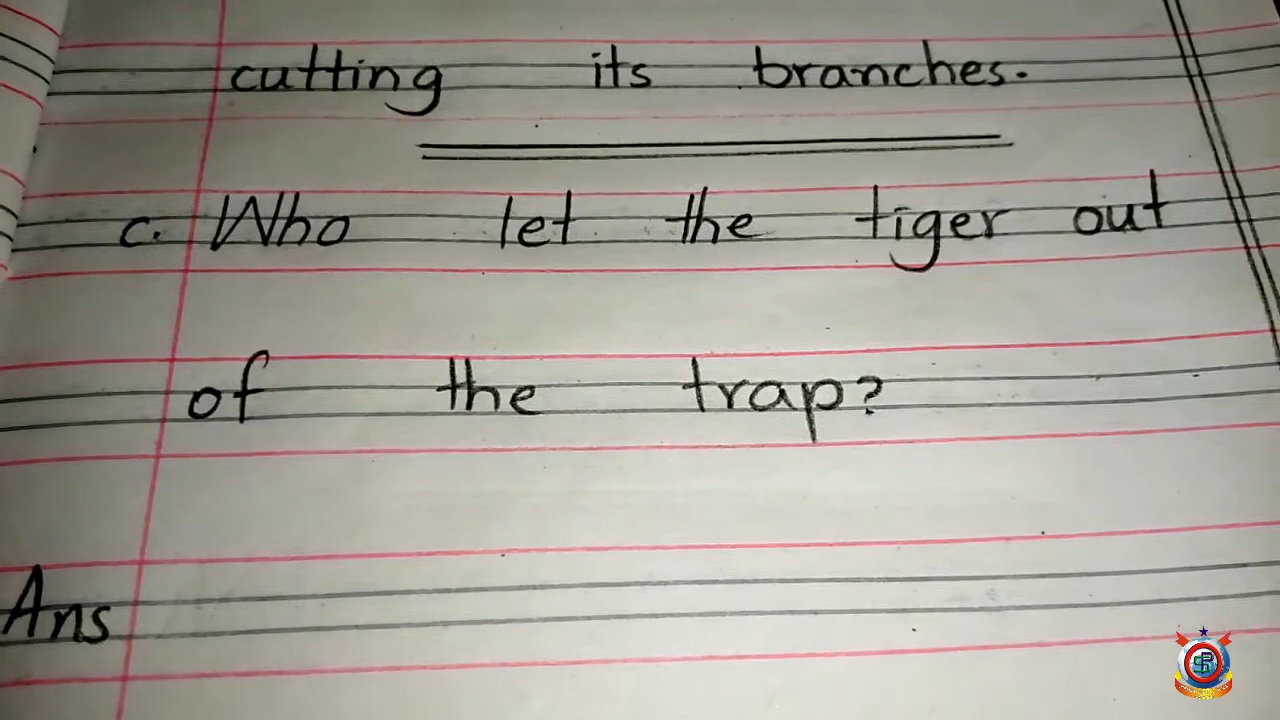 cutting its branches.
c. Who let the tiger out
of the trap?
Ans